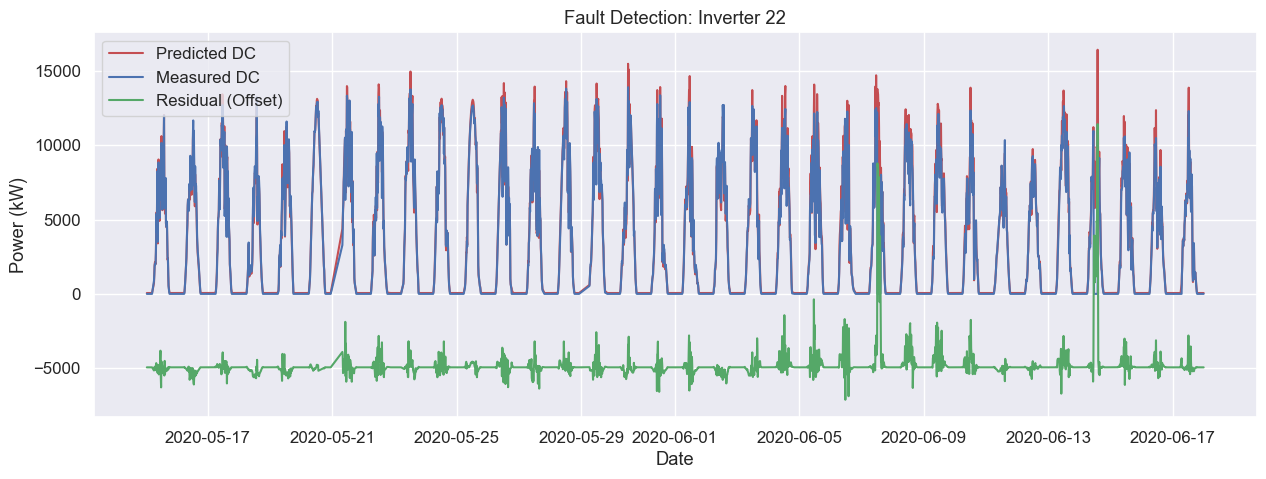 Fault Detection: Inverter 22
Predicted DC
Measured DC
Residual (Offset)
Power (kW)
15000
10000
5000
0
−5000
2020-05-17 2020-05-21 2020-05-25 2020-05-29 2020-06-01 2020-06-05 2020-06-09 2020-06-13 2020-06-17
Date